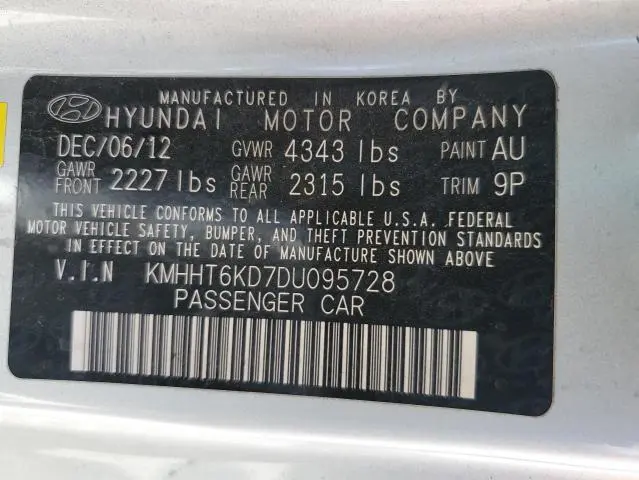 MANUFACTURED IN KOREA BY
HYUNDAI MOTOR COMPANY
DEC/06/12 GVWR 4343 lbs PAINT AU
GAWR FRONT 2227 lbs GAWR REAR 2315 lbs TRIM 9P
THIS VEHICLE CONFORMS TO ALL APPLICABLE U.S.A. FEDERAL
MOTOR VEHICLE SAFETY, BUMPER, AND THEFT PREVENTION STANDARDS
IN EFFECT ON THE DATE OF MANUFACTURE SHOWN ABOVE.
V.I.N KMHHT6KD7DU095728
PASSENGER CAR